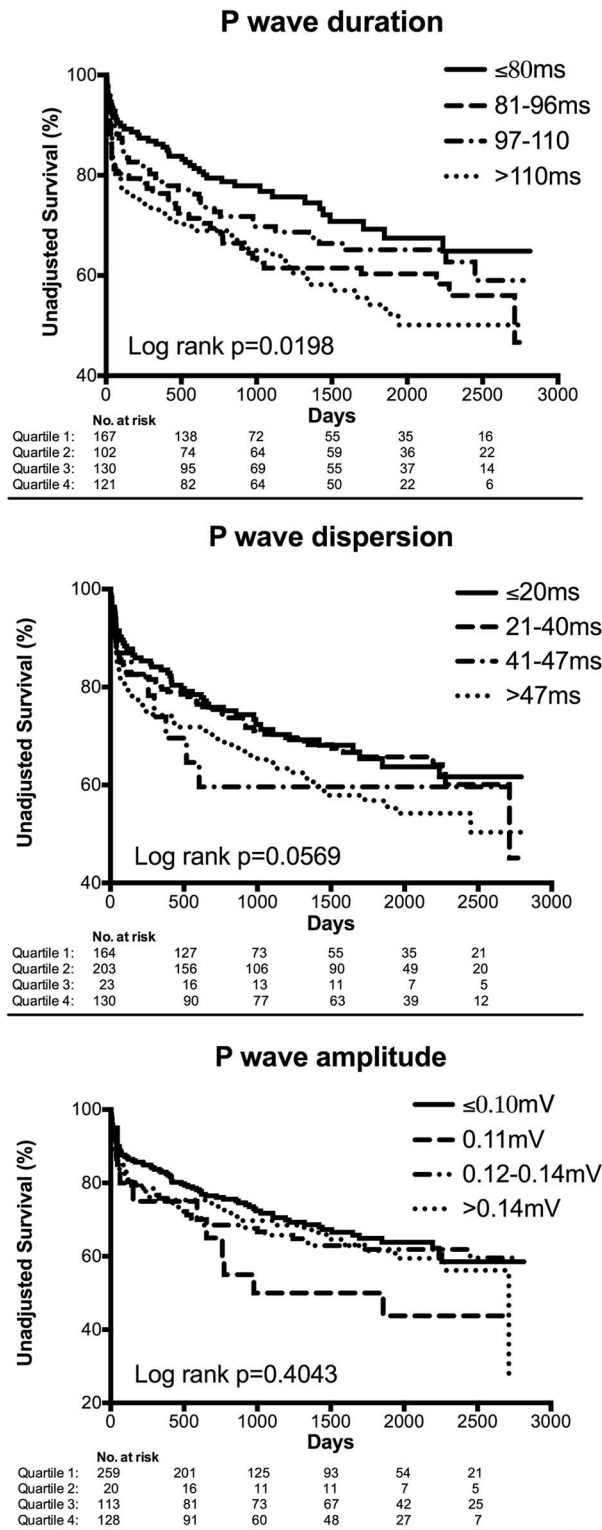 P wave duration
100
80
60
40
Unadjusted Survival (%)
≤80ms
81-96ms
97-110
>110ms
Log rank p=0.0198
0 500 1000 1500 2000 2500 3000
Days
No. at risk
Quartile 1: 167 138 72 55 35 16
Quartile 2: 102 74 64 59 36 22
Quartile 3: 130 95 69 55 37 14
Quartile 4: 121 82 64 50 22 6
P wave dispersion
100
80
60
40
Unadjusted Survival (%)
≤20ms
21-40ms
41-47ms
>47ms
Log rank p=0.0569
0 500 1000 1500 2000 2500 3000
Days
No. at risk
Quartile 1: 164 127 73 55 35 21
Quartile 2: 203 156 106 90 49 20
Quartile 3: 23 16 13 11 7 5
Quartile 4: 130 90 77 63 39 12
P wave amplitude
100
80
60
40
20
Unadjusted Survival (%)
≤0.10mV
0.11mV
0.12-0.14mV
>0.14mV
Log rank p=0.4043
0 500 1000 1500 2000 2500 3000
Days
No. at risk
Quartile 1: 259 201 125 93 54 21
Quartile 2: 20 16 11 11 7 5
Quartile 3: 113 81 73 67 42 25
Quartile 4: 128 91 60 48 27 7